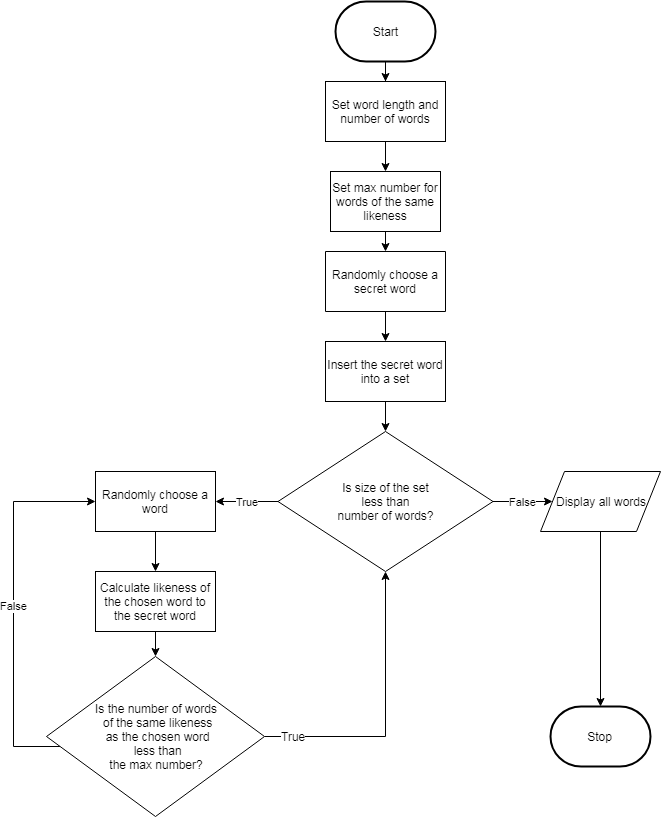 Start
Set word length and
number of words
Set max number for
words of the same
likeness
Randomly choose a
secret word
Insert the secret word
into a set
Is size of the set
less than
number of words?
True
False
Randomly choose a
word
Display all words
Calculate likeness of
the chosen word to
the secret word
False
Is the number of words
of the same likeness
as the chosen word
less than
the max number?
True
Stop